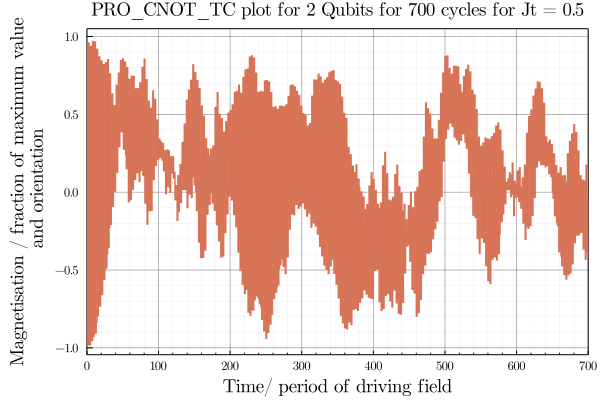 PRO_CNOT_TC plot for 2 Qubits for 700 cycles for Jt = 0.5
Magnetisation / fraction of maximum value
and orientation
1.0
0.5
0.0
−0.5
−1.0
0 100 200 300 400 500 600 700
Time/ period of driving field